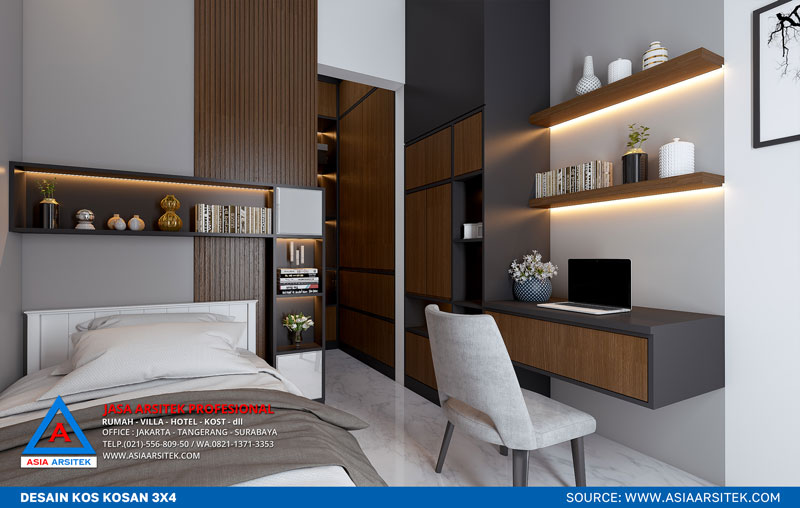 JASA ARSITEK PROFESIONAL
RUMAH - VILLA - HOTEL - KOST - dll
OFFICE : JAKARTA - TANGERANG - SURABAYA
TELP.(021)-556-809-50 / WA.0821-1371-3353
WWW.ASIAARSITEK.COM
A
ASIA ARSITEK
DESAIN KOS KOSAN 3X4
SOURCE: WWW.ASIAARSITEK.COM